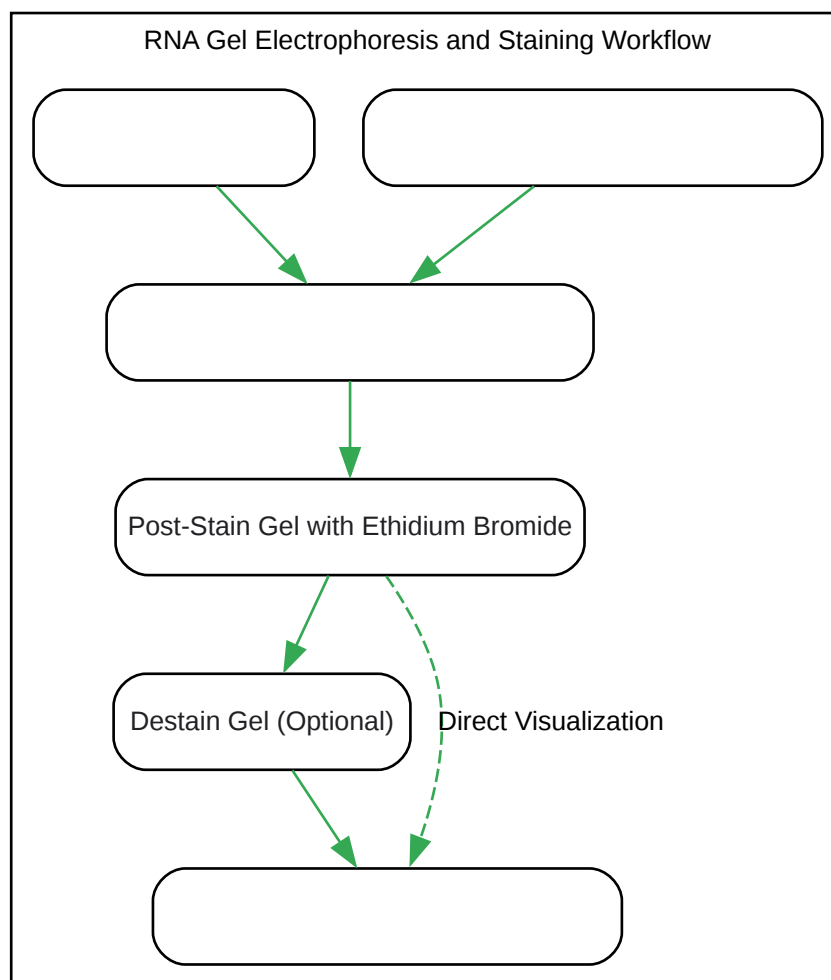 RNA Gel Electrophoresis and Staining Workflow
Post-Stain Gel with Ethidium Bromide
Destain Gel (Optional)
Direct Visualization